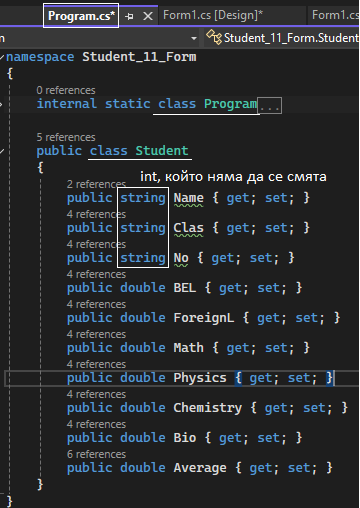 Program.cs* Form1.cs [Design]* Form1.cs
Student_11_Form.Student
namespace Student_11_Form
{
0 references
internal static class Program...
5 references
public class Student
{
int, който няма да се смята
2 references
public string Name { get; set; }
4 references
public string Clas { get; set; }
4 references
public string No { get; set; }
4 references
public double BEL { get; set; }
4 references
public double ForeignL { get; set; }
4 references
public double Math { get; set; }
4 references
public double Physics { get; set; }
4 references
public double Chemistry { get; set; }
4 references
public double Bio { get; set; }
6 references
public double Average { get; set; }
}
}